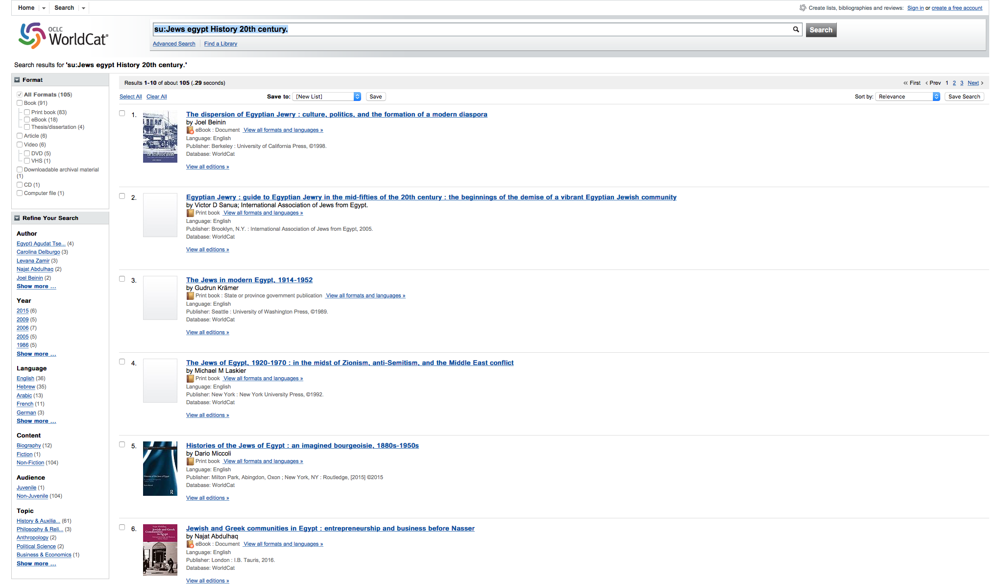 Home Search Create lists, bibliographies and reviews: Sign in or create a free account
OCLC
WorldCat®
su:Jews egypt History 20th century.
Search
Advanced Search Find a Library
Search results for 'su:Jews egypt History 20th century.'
Format
All Formats (105)
Book (91)
Print book (83)
eBook (18)
Thesis/dissertation (4)
Article (6)
Video (6)
DVD (5)
VHS (1)
Downloadable archival material
(1)
CD (1)
Computer file (1)
Refine Your Search
Author
Egypt) Agudat Tse... (4)
Carolina Delburgo (3)
Levana Zamir (3)
Najat Abdulhaq (2)
Joel Beinin (2)
Show more ...
Year
2015 (6)
2009 (5)
2006 (7)
2005 (5)
1986 (5)
Show more ...
Language
English (36)
Hebrew (35)
Arabic (13)
French (11)
German (3)
Show more ...
Content
Biography (12)
Fiction (1)
Non-Fiction (104)
Audience
Juvenile (1)
Non-Juvenile (104)
Topic
History & Auxilia... (61)
Philosophy & Reli... (3)
Anthropology (2)
Political Science (2)
Business & Economics (1)
Show more ...
Results 1-10 of about 105 (.29 seconds)
« First ‹ Prev 1 2 3 Next ›
Select All Clear All Save to: [New List] Save Sort by: Relevance Save Search
1. The dispersion of Egyptian Jewry : culture, politics, and the formation of a modern diaspora
by Joel Beinin
eBook : Document View all formats and languages »
Language: English
Publisher: Berkeley : University of California Press, ©1998.
Database: WorldCat
View all editions »
THE DISPERSION
OF EGYPTIAN JEWRY
2. Egyptian Jewry : guide to Egyptian Jewry in the mid-fifties of the 20th century : the beginnings of the demise of a vibrant Egyptian Jewish community
by Victor D Sanua; International Association of Jews from Egypt.
Print book View all formats and languages »
Language: English
Publisher: Brooklyn, N.Y. : International Association of Jews from Egypt, 2005.
Database: WorldCat
View all editions »
3. The Jews in modern Egypt, 1914-1952
by Gudrun Krämer
Print book : State or province government publication View all formats and languages »
Language: English
Publisher: Seattle : University of Washington Press, ©1989.
Database: WorldCat
View all editions »
4. The Jews of Egypt, 1920-1970 : in the midst of Zionism, anti-Semitism, and the Middle East conflict
by Michael M Laskier
Print book View all formats and languages »
Language: English
Publisher: New York : New York University Press, ©1992.
Database: WorldCat
View all editions »
5. Histories of the Jews of Egypt : an imagined bourgeoisie, 1880s-1950s
by Dario Miccoli
Print book View all formats and languages »
Language: English
Publisher: Milton Park, Abingdon, Oxon ; New York, NY : Routledge, [2015] ©2015
Database: WorldCat
View all editions »
Histories of the Jews of Egypt
R
6. Jewish and Greek communities in Egypt : entrepreneurship and business before Nasser
by Najat Abdulhaq
eBook : Document View all formats and languages »
Language: English
Publisher: London : I.B. Tauris, 2016.
Database: WorldCat
View all editions »
Najat Abdulhaq
Jewish and Greek
Communities
in Egypt